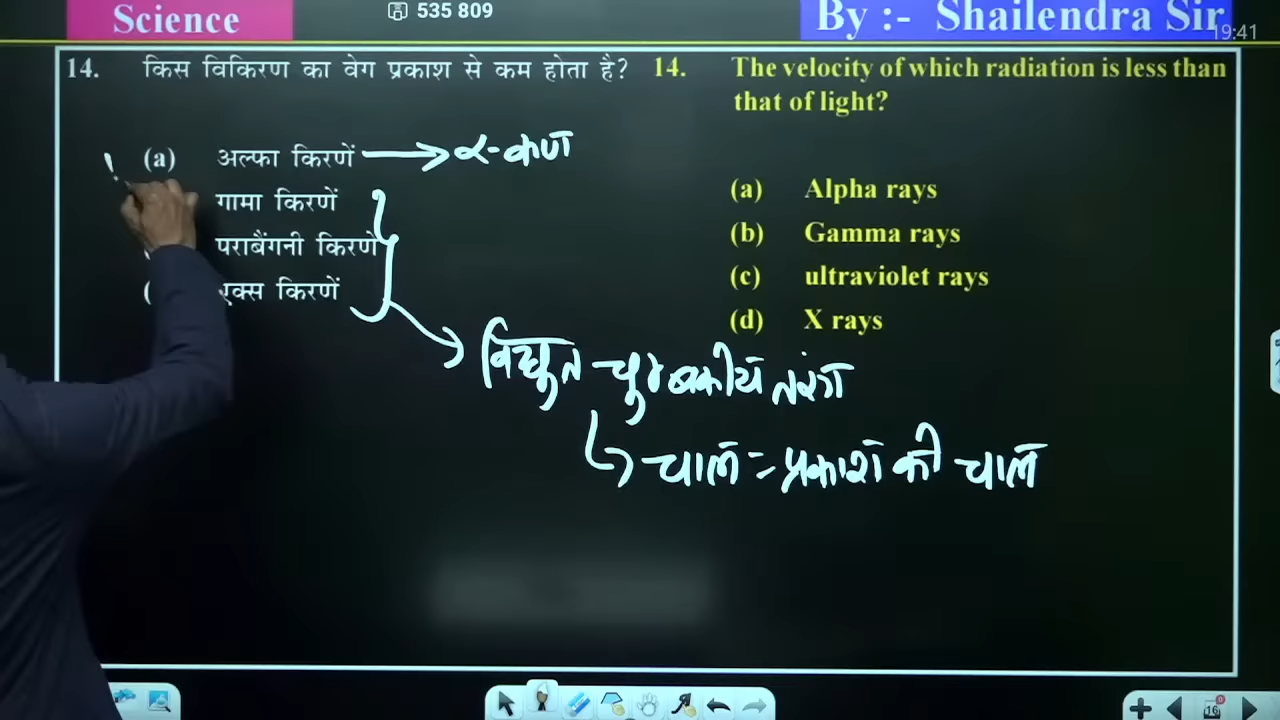 Science
535 809
By :- Shailendra Sir
19:41
14. किस विकिरण का वेग प्रकाश से कम होता है?
(a) अल्फा किरणें → α-कण
गामा किरणें
पराबैंगनी किरणें
एक्स किरणें
विद्युत-चुम्बकीय तरंग
चाल = प्रकाश की चाल
14. The velocity of which radiation is less than
that of light?
(a) Alpha rays
(b) Gamma rays
(c) ultraviolet rays
(d) X rays
16